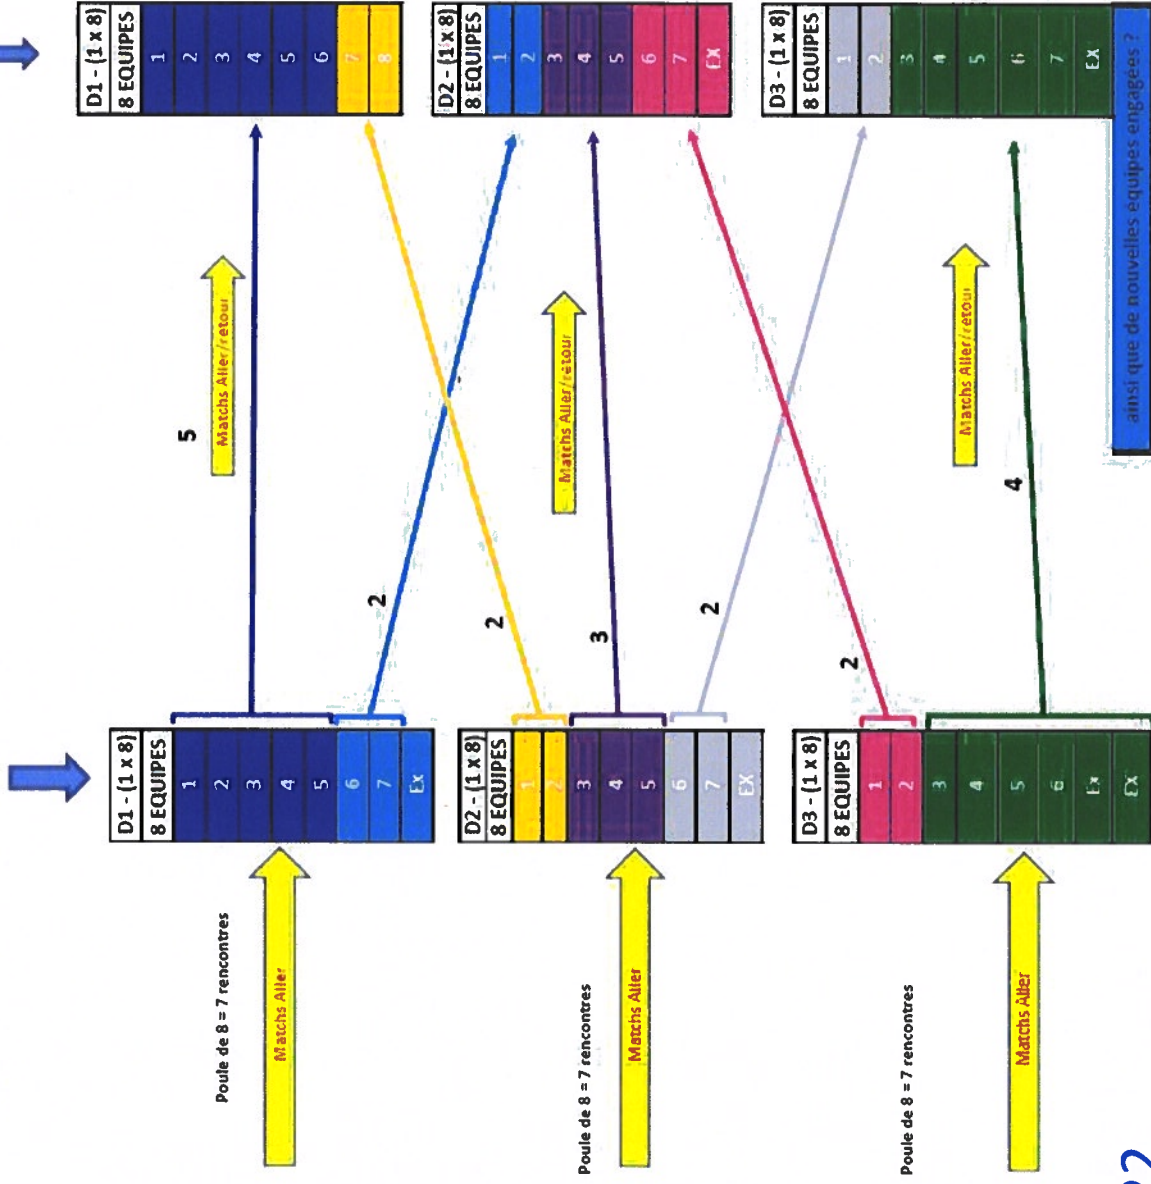 D1 - (1 x 8)
8 EQUIPES
1
2
3
4
5
6
7
8
D2 - (1 x 8)
8 EQUIPES
1
2
3
4
5
6
7
EX
D3 - (1 x 8)
8 EQUIPES
1
2
3
4
5
6
7
EX
ainsi que de nouvelles équipes engagées ?
5
Matchs Aller/retour
2
2
Matchs Aller/retour
3
2
2
Matchs Aller/retour
4
D1 - (1 x 8)
8 EQUIPES
1
2
3
4
5
6
7
Ex
D2 - (1 x 8)
8 EQUIPES
1
2
3
4
5
6
7
EX
D3 - (1 x 8)
8 EQUIPES
1
2
3
4
5
6
Ex
Ex
Poule de 8 = 7 rencontres
Matchs Aller
Poule de 8 = 7 rencontres
Matchs Aller
Poule de 8 = 7 rencontres
Matchs Aller